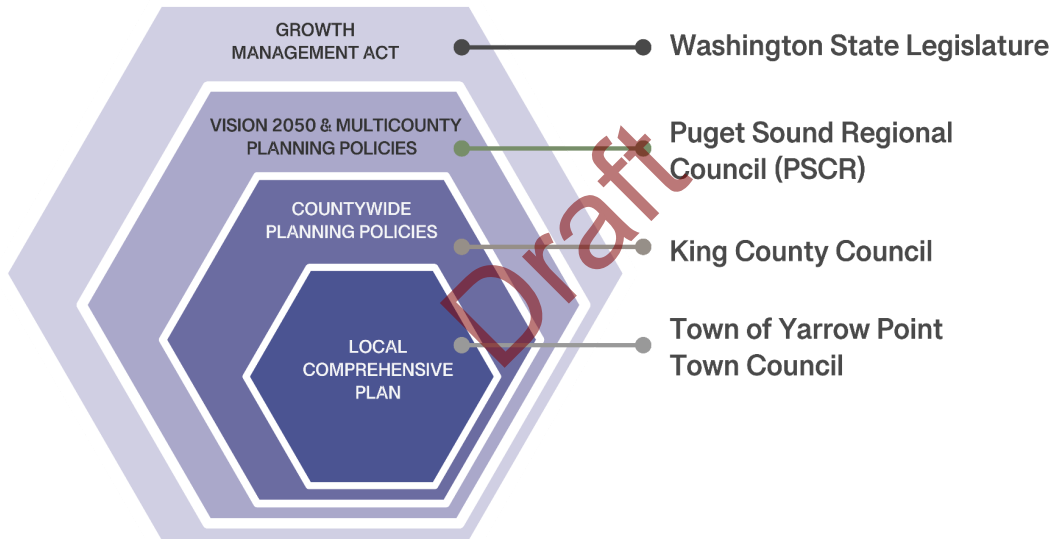 GROWTH
MANAGEMENT ACT
Washington State Legislature
VISION 2050 & MULTICOUNTY
PLANNING POLICIES
Puget Sound Regional
Council (PSCR)
COUNTYWIDE
PLANNING POLICIES
King County Council
LOCAL
COMPREHENSIVE
PLAN
Town of Yarrow Point
Town Council
Draft